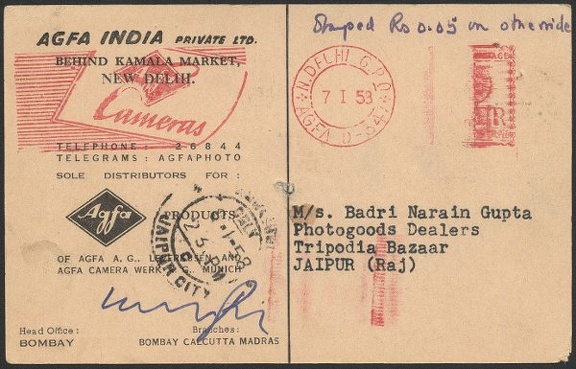 AGFA INDIA PRIVATE LTD.
BEHIND KAMALA MARKET,
NEW DELHI.
Cameras
TELEPHONE : 26844
TELEGRAMS : AGFAPHOTO
SOLE DISTRIBUTORS FOR :
Agfa PRODUCTS
OF AGFA A. G., LEVERKUSEN AND
AGFA CAMERA WERK MUNICH
JAIPUR CITY
Head Office : Branches :
BOMBAY BOMBAY CALCUTTA MADRAS
Stamped Rs 0.05 on other side
N.DELHI G.P.O.
7 I 53
AGFA D-34
M/s. Badri Narain Gupta
Photogoods Dealers
Tripodia Bazaar
JAIPUR (Raj)